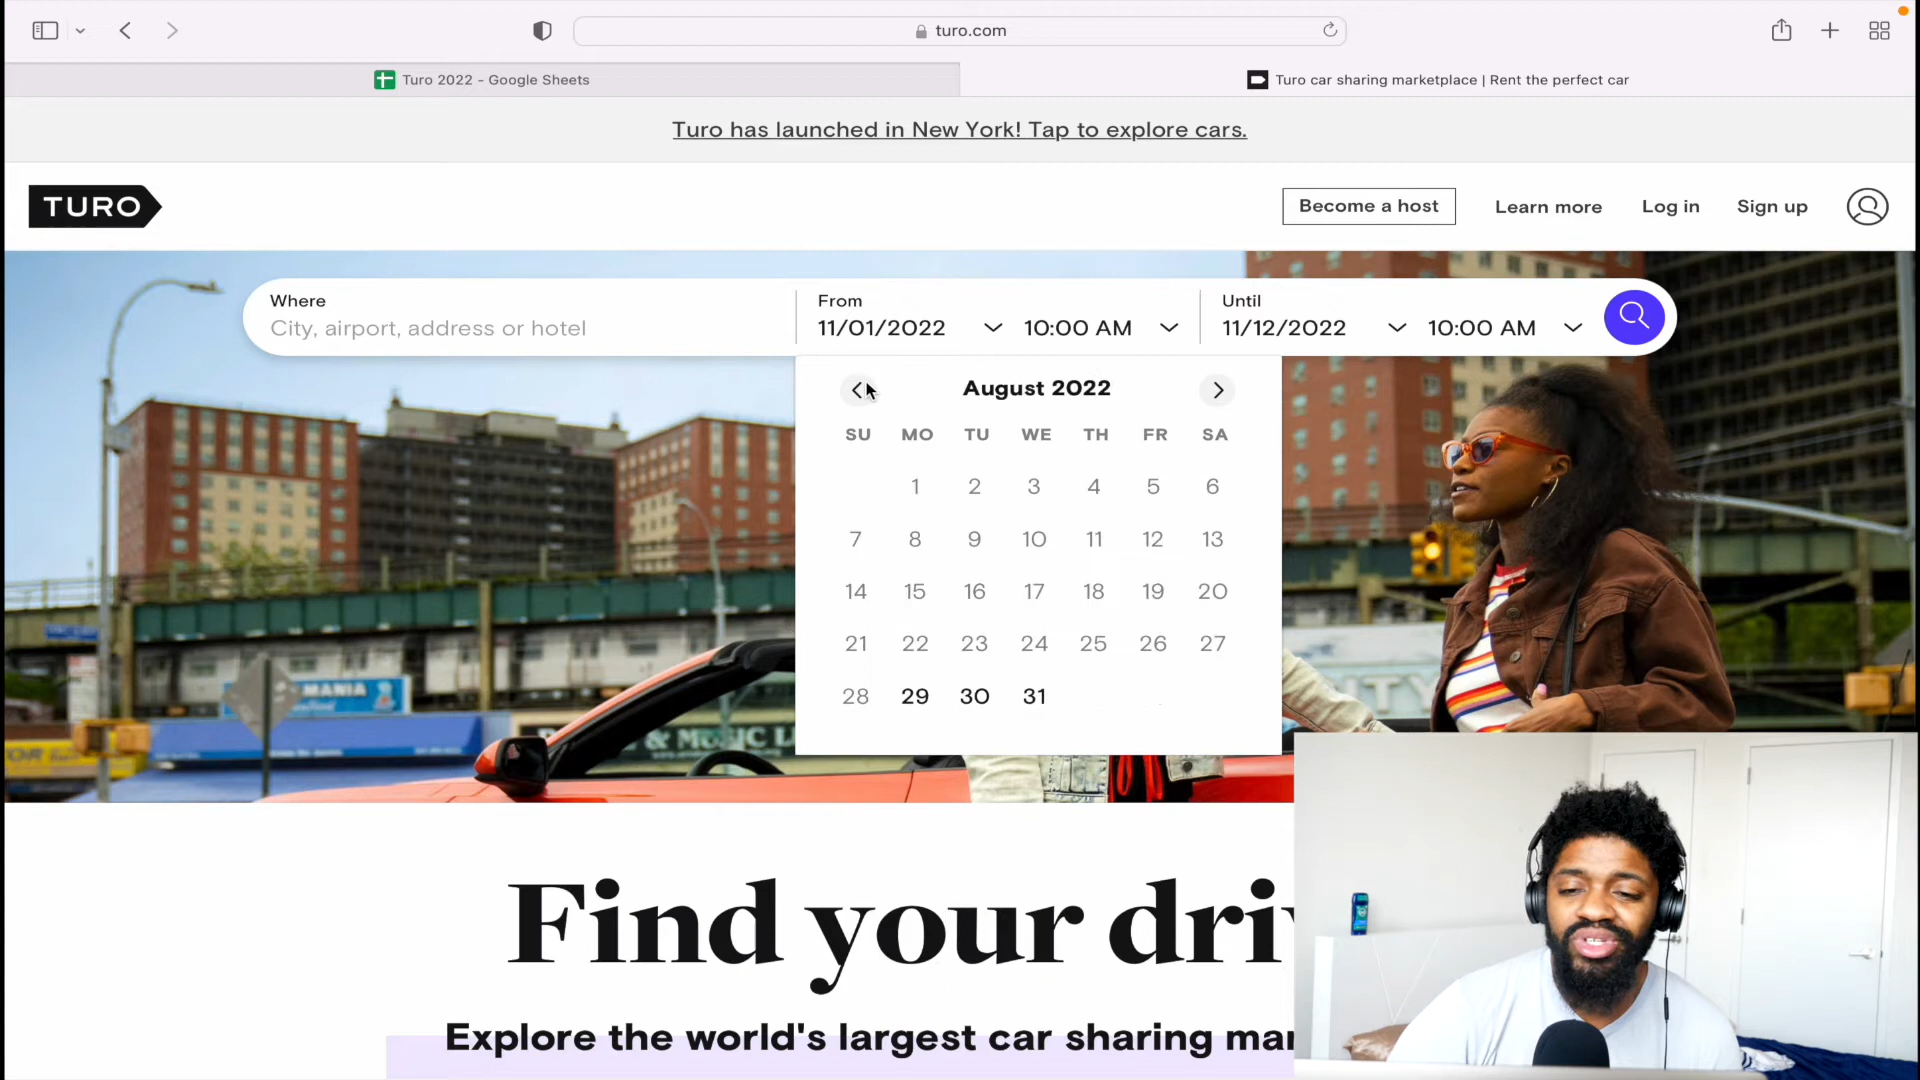 turo.com
Turo 2022 - Google Sheets
Turo car sharing marketplace | Rent the perfect car
Turo has launched in New York! Tap to explore cars.
TURO
Become a host
Learn more
Log in
Sign up
Where
City, airport, address or hotel
From
11/01/2022
10:00 AM
Until
11/12/2022
10:00 AM
August 2022
SU MO TU WE TH FR SA
1 2 3 4 5 6
7 8 9 10 11 12 13
14 15 16 17 18 19 20
21 22 23 24 25 26 27
28 29 30 31
MANIA
& MUSIC
Find your dri
Explore the world's largest car sharing mar